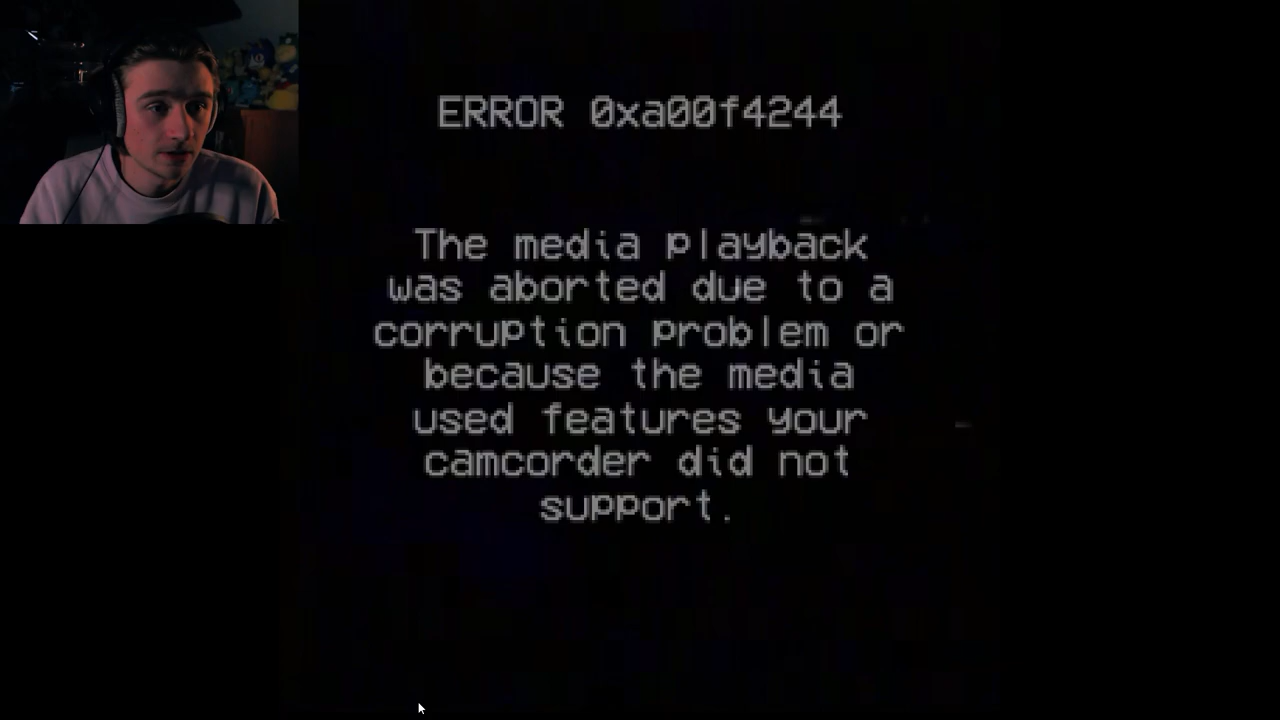 ERROR 0xa00f4244
The media playback
was aborted due to a
corruption problem or
because the media
used features your
camcorder did not
support.